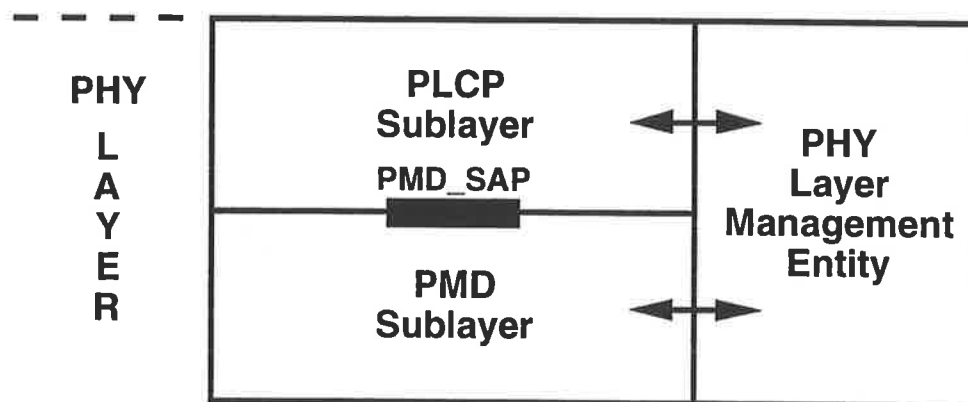 PHY
L
A
Y
E
R
PLCP
Sublayer
PMD_SAP
PMD
Sublayer
PHY
Layer
Management
Entity